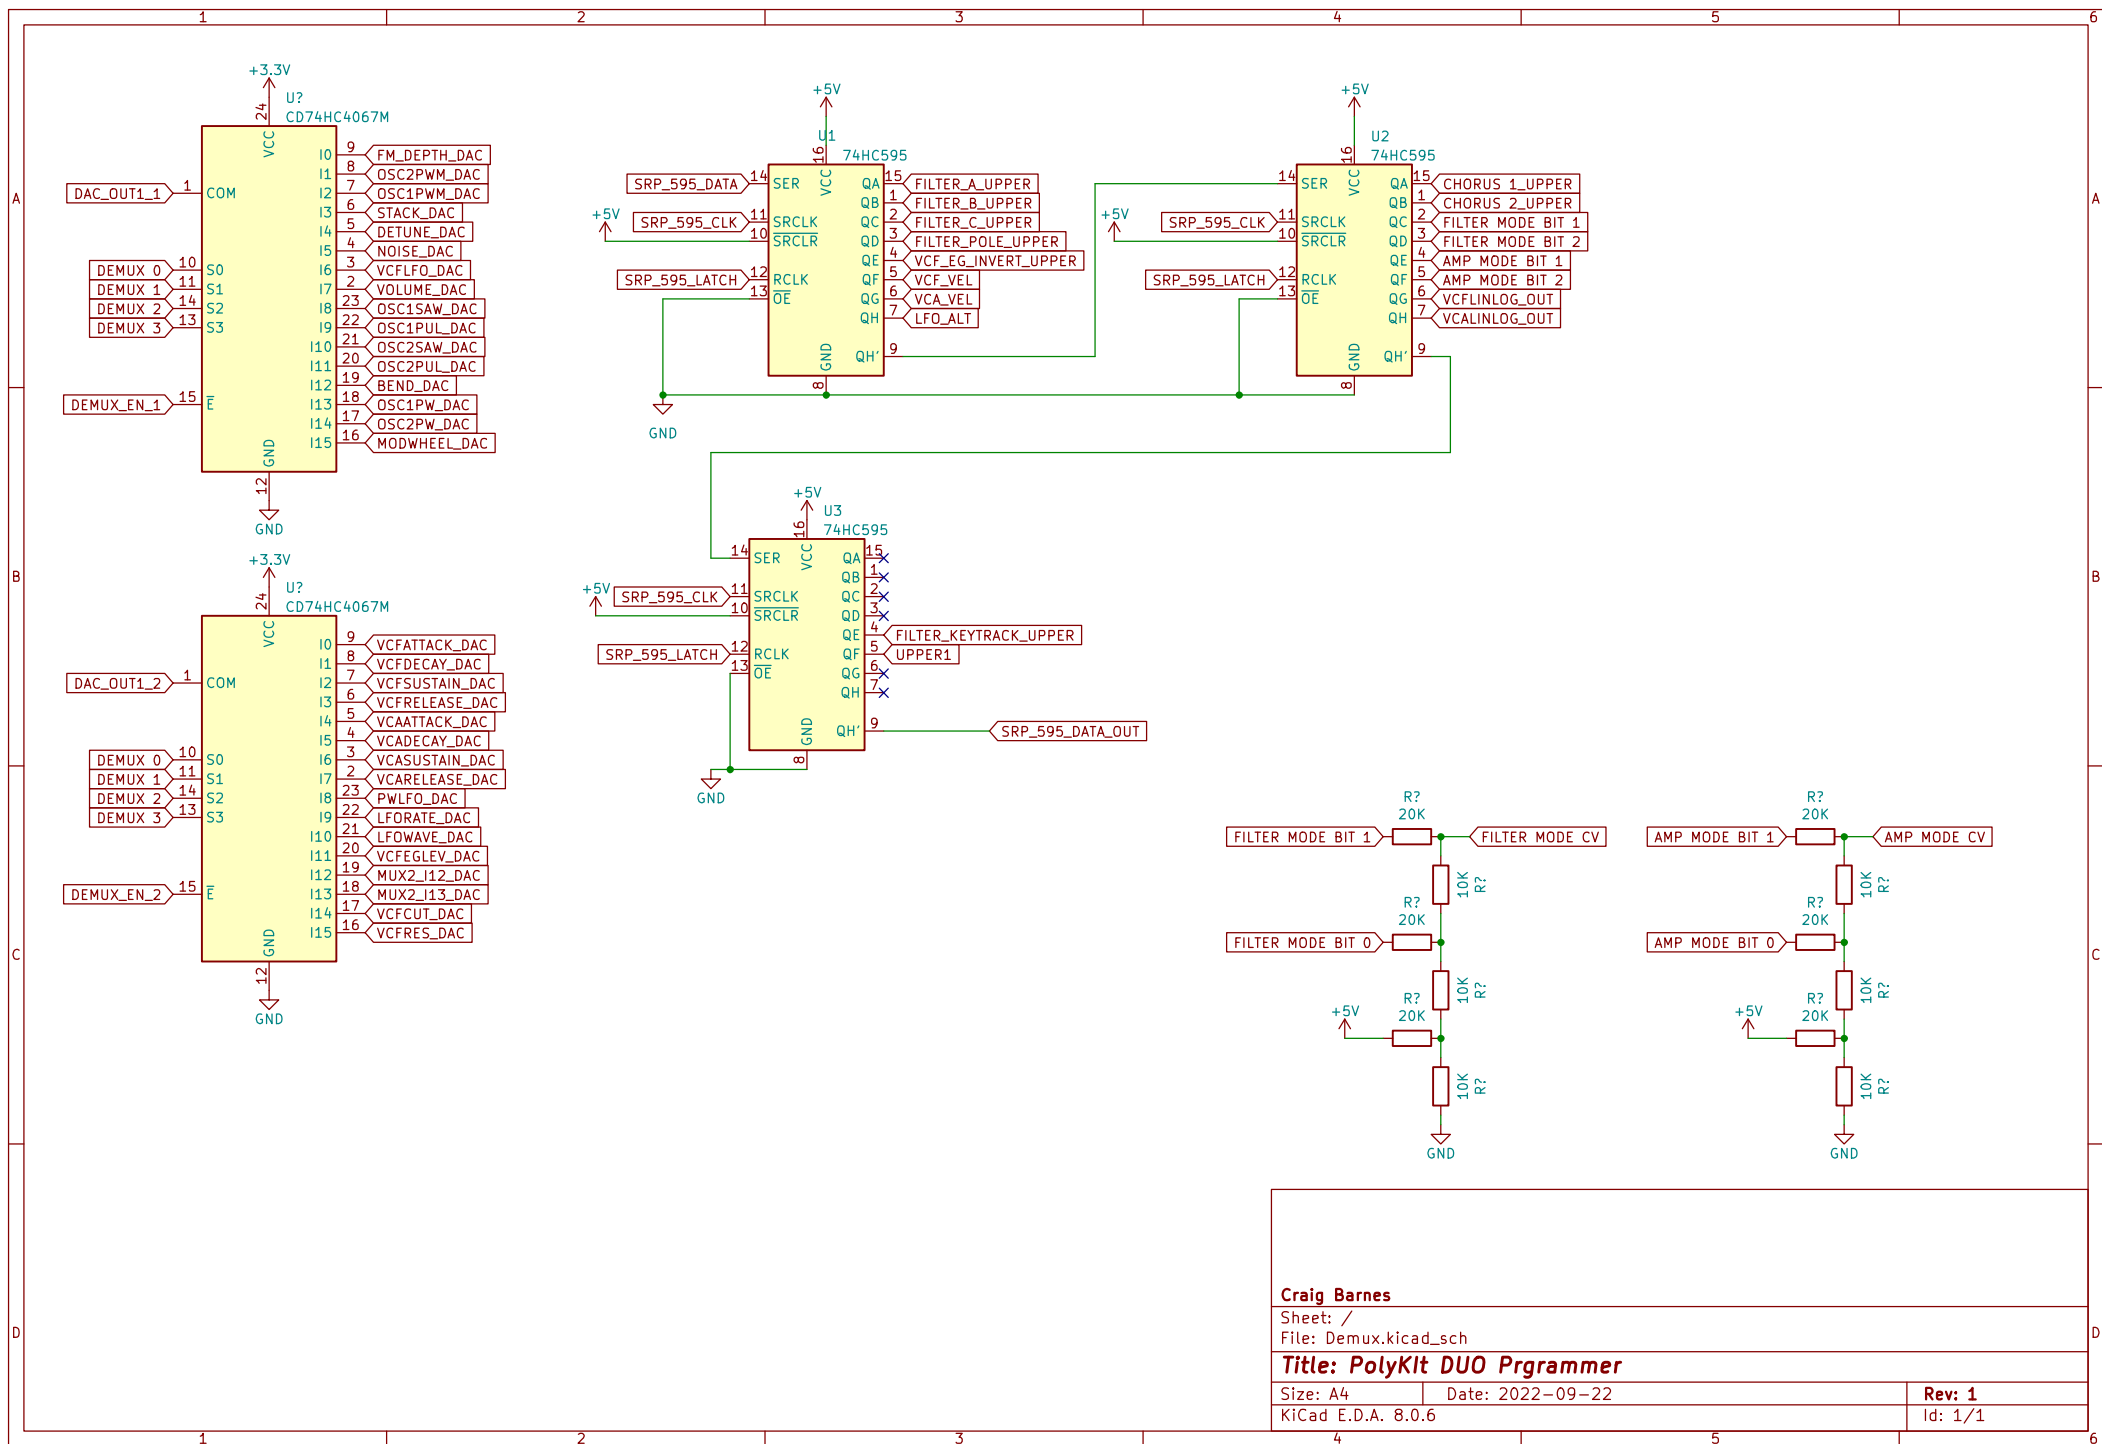 1 2 3 4 5 6
A
B
C
D
+3.3V
U?
CD74HC4067M
24
VCC
DAC_OUT1_1 1 COM
DEMUX 0 10 S0
DEMUX 1 11 S1
DEMUX 2 14 S2
DEMUX 3 13 S3
DEMUX_EN_1 15 E
I0 9 FM_DEPTH_DAC
I1 8 OSC2PWM_DAC
I2 7 OSC1PWM_DAC
I3 6 STACK_DAC
I4 5 DETUNE_DAC
I5 4 NOISE_DAC
I6 3 VCFLFO_DAC
I7 2 VOLUME_DAC
I8 23 OSC1SAW_DAC
I9 22 OSC1PUL_DAC
I10 21 OSC2SAW_DAC
I11 20 OSC2PUL_DAC
I12 19 BEND_DAC
I13 18 OSC1PW_DAC
I14 17 OSC2PW_DAC
I15 16 MODWHEEL_DAC
GND
12
GND
+3.3V
U?
CD74HC4067M
24
VCC
DAC_OUT1_2 1 COM
DEMUX 0 10 S0
DEMUX 1 11 S1
DEMUX 2 14 S2
DEMUX 3 13 S3
DEMUX_EN_2 15 E
I0 9 VCFATTACK_DAC
I1 8 VCFDECAY_DAC
I2 7 VCFSUSTAIN_DAC
I3 6 VCFRELEASE_DAC
I4 5 VCAATTACK_DAC
I5 4 VCADECAY_DAC
I6 3 VCASUSTAIN_DAC
I7 2 VCARELEASE_DAC
I8 23 PWLFO_DAC
I9 22 LFORATE_DAC
I10 21 LFOWAVE_DAC
I11 20 VCFEGLEV_DAC
I12 19 MUX2_I12_DAC
I13 18 MUX2_I13_DAC
I14 17 VCFCUT_DAC
I15 16 VCFRES_DAC
GND
12
GND
+5V
U1
74HC595
16
VCC
SRP_595_DATA 14 SER
SRP_595_CLK 11 SRCLK
+5V
10 SRCLR
SRP_595_LATCH 12 RCLK
13 OE
QA 15 FILTER_A_UPPER
QB 1 FILTER_B_UPPER
QC 2 FILTER_C_UPPER
QD 3 FILTER_POLE_UPPER
QE 4 VCF_EG_INVERT_UPPER
QF 5 VCF_VEL
QG 6 VCA_VEL
QH 7 LFO_ALT
QH' 9
GND
8
GND
+5V
U2
74HC595
16
VCC
14 SER
SRP_595_CLK 11 SRCLK
+5V
10 SRCLR
SRP_595_LATCH 12 RCLK
13 OE
QA 15 CHORUS 1_UPPER
QB 1 CHORUS 2_UPPER
QC 2 FILTER MODE BIT 1
QD 3 FILTER MODE BIT 2
QE 4 AMP MODE BIT 1
QF 5 AMP MODE BIT 2
QG 6 VCFLINLOG_OUT
QH 7 VCALINLOG_OUT
QH' 9
GND
8
+5V
U3
74HC595
16
VCC
14 SER
SRP_595_CLK 11 SRCLK
+5V
10 SRCLR
SRP_595_LATCH 12 RCLK
13 OE
QA 15
QB 1
QC 2
QD 3
QE 4 FILTER_KEYTRACK_UPPER
QF 5 UPPER1
QG 6
QH 7
QH' 9 SRP_595_DATA_OUT
GND
8
GND
R?
20K
FILTER MODE BIT 1
FILTER MODE CV
10K
R?
R?
20K
FILTER MODE BIT 0
10K
R?
R?
20K
+5V
10K
R?
GND
R?
20K
AMP MODE BIT 1
AMP MODE CV
10K
R?
R?
20K
AMP MODE BIT 0
10K
R?
R?
20K
+5V
10K
R?
GND
Craig Barnes
Sheet: /
File: Demux.kicad_sch
Title: PolyKIt DUO Prgrammer
Size: A4 Date: 2022-09-22 Rev: 1
KiCad E.D.A. 8.0.6 Id: 1/1
A
B
C
D
1 2 3 4 5 6